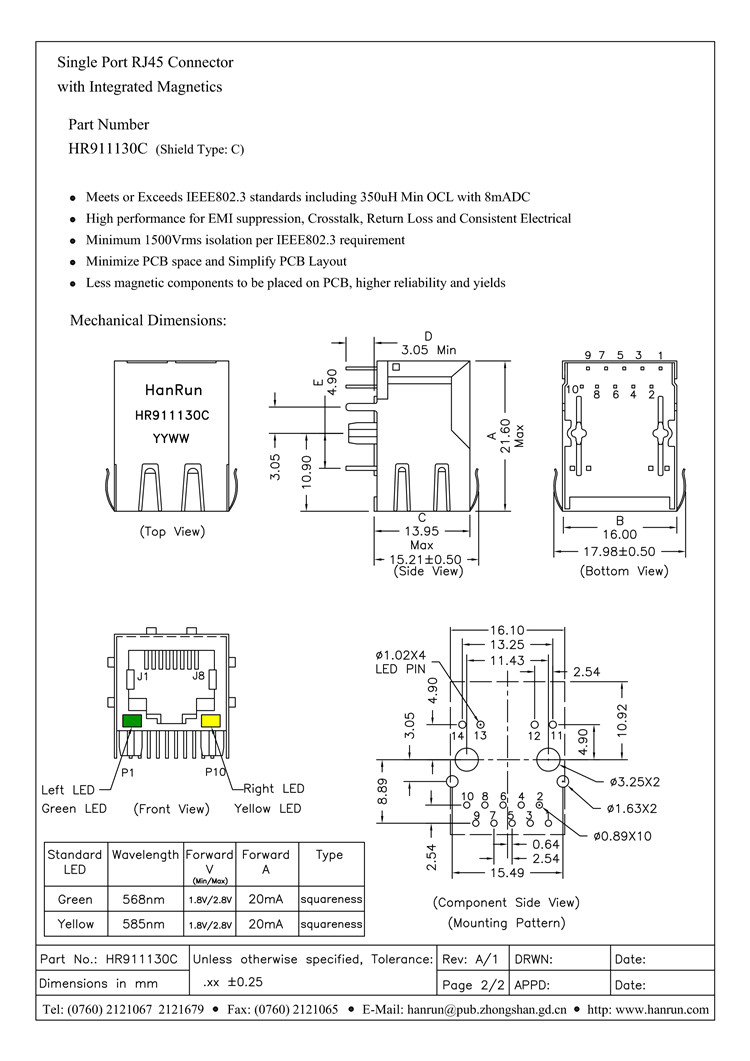 Single Port RJ45 Connector
with Integrated Magnetics
Part Number
HR911130C (Shield Type: C)
● Meets or Exceeds IEEE802.3 standards including 350uH Min OCL with 8mADC
● High performance for EMI suppression, Crosstalk, Return Loss and Consistent Electrical
● Minimum 1500Vrms isolation per IEEE802.3 requirement
● Minimize PCB space and Simplify PCB Layout
● Less magnetic components to be placed on PCB, higher reliability and yields
Mechanical Dimensions:
HanRun
HR911130C
YYWW
(Top View)
D
3.05 Min
4.90
E
3.05
10.90
A
21.60
Max
C
13.95
Max
15.21±0.50
(Side View)
9 7 5 3 1
10 8 6 4 2
B
16.00
17.98±0.50
(Bottom View)
J1 J8
P1 P10
Left LED
Green LED
(Front View)
Right LED
Yellow LED
16.10
13.25
11.43
2.54
ø1.02X4
LED PIN
4.90
3.05
10.92
4.90
14 13 12 11
8.89
ø3.25X2
ø1.63X2
10 8 6 4 2
9 7 5 3 1
ø0.89X10
2.54
0.64
2.54
15.49
(Component Side View)
(Mounting Pattern)
Standard LED Wavelength Forward V (Min/Max) Forward A Type
Green 568nm 1.8V/2.8V 20mA squareness
Yellow 585nm 1.8V/2.8V 20mA squareness
Part No.: HR911130C Unless otherwise specified, Tolerance: Rev: A/1 DRWN: Date:
Dimensions in mm .xx ±0.25 Page 2/2 APPD: Date:
Tel: (0760) 2121067 2121679 ● Fax: (0760) 2121065 ● E-Mail: hanrun@pub.zhongshan.gd.cn ● http: www.hanrun.com